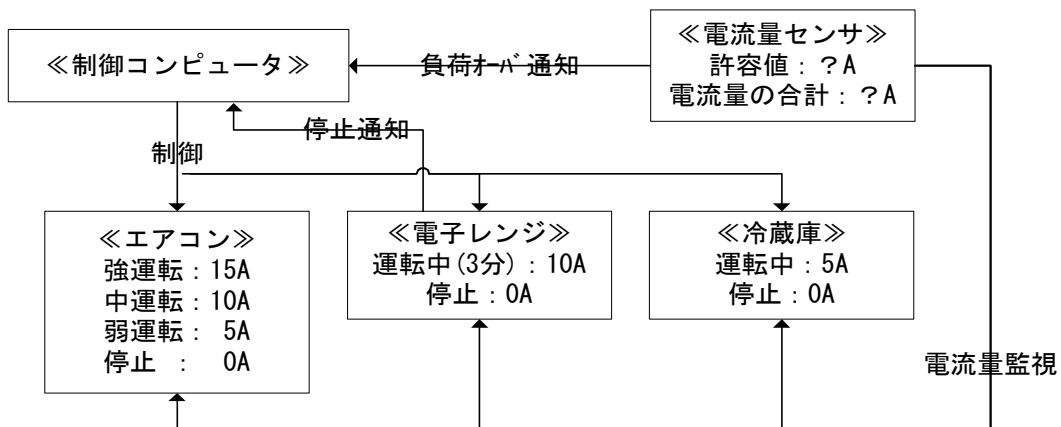 ≪制御コンピュータ≫
負荷ｵｰﾊﾞ通知
≪電流量センサ≫
許容値：？A
電流量の合計：？A
停止通知
制御
≪エアコン≫
強運転：15A
中運転：10A
弱運転： 5A
停止 ： 0A
≪電子レンジ≫
運転中(3分)：10A
停止：0A
≪冷蔵庫≫
運転中：5A
停止：0A
電流量監視